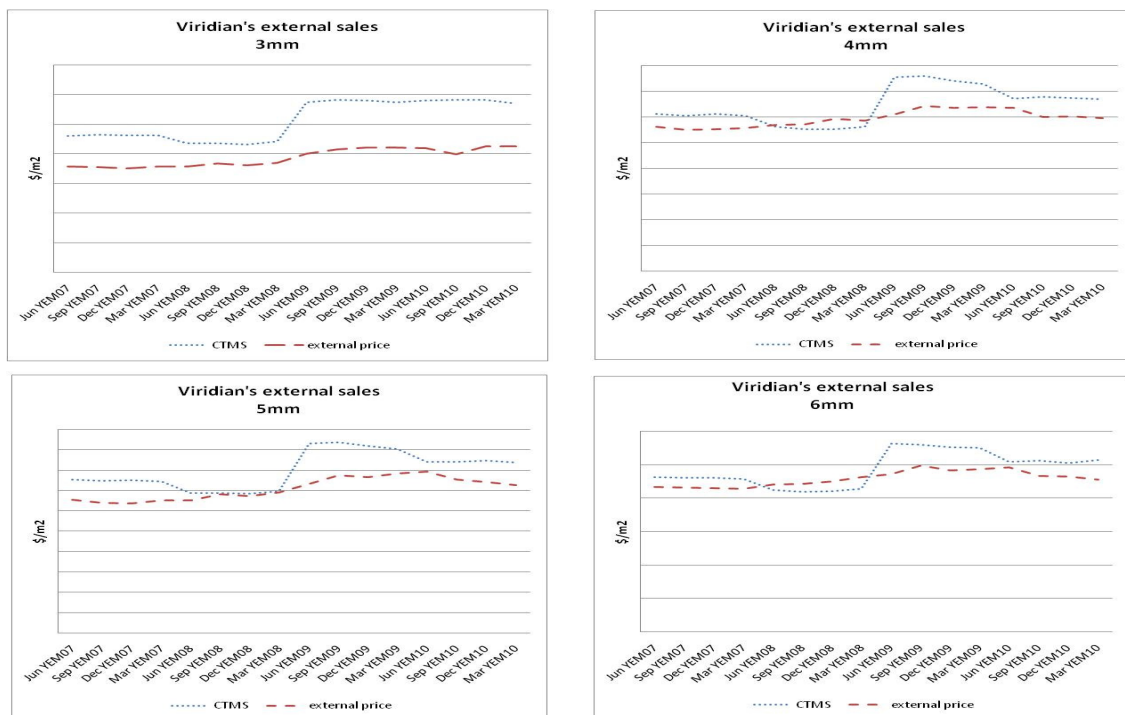 Viridian's external sales
3mm
$/m2
Jun YEM07
Sep YEM07
Dec YEM07
Mar YEM07
Jun YEM08
Sep YEM08
Dec YEM08
Mar YEM08
Jun YEM09
Sep YEM09
Dec YEM09
Mar YEM09
Jun YEM10
Sep YEM10
Dec YEM10
Mar YEM10
CTMS
external price
Viridian's external sales
4mm
$/m2
Jun YEM07
Sep YEM07
Dec YEM07
Mar YEM07
Jun YEM08
Sep YEM08
Dec YEM08
Mar YEM08
Jun YEM09
Sep YEM09
Dec YEM09
Mar YEM09
Jun YEM10
Sep YEM10
Dec YEM10
Mar YEM10
CTMS
external price
Viridian's external sales
5mm
$/m2
Jun YEM07
Sep YEM07
Dec YEM07
Mar YEM07
Jun YEM08
Sep YEM08
Dec YEM08
Mar YEM08
Jun YEM09
Sep YEM09
Dec YEM09
Mar YEM09
Jun YEM10
Sep YEM10
Dec YEM10
Mar YEM10
CTMS
external price
Viridian's external sales
6mm
$/m2
Jun YEM07
Sep YEM07
Dec YEM07
Mar YEM07
Jun YEM08
Sep YEM08
Dec YEM08
Mar YEM08
Jun YEM09
Sep YEM09
Dec YEM09
Mar YEM09
Jun YEM10
Sep YEM10
Dec YEM10
Mar YEM10
CTMS
external price